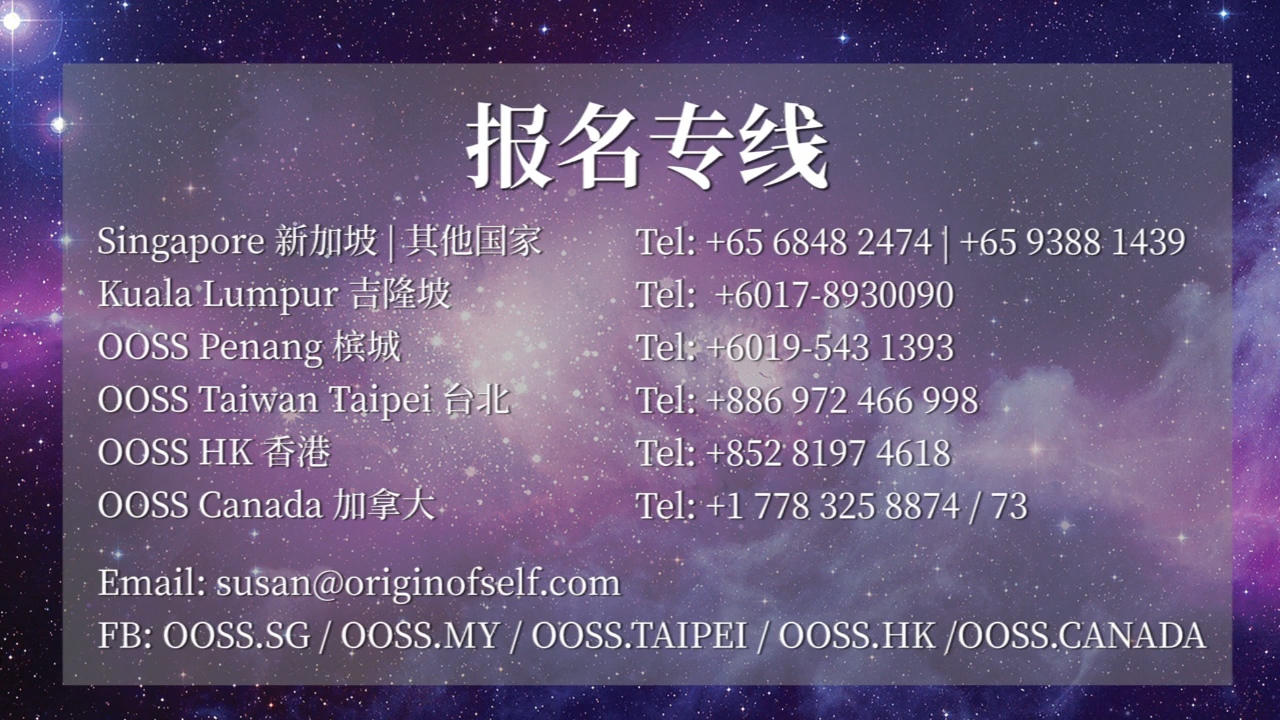 报名专线
Singapore 新加坡 | 其他国家 Tel: +65 6848 2474 | +65 9388 1439
Kuala Lumpur 吉隆坡 Tel: +6017-8930090
OOSS Penang 槟城 Tel: +6019-543 1393
OOSS Taiwan Taipei 台北 Tel: +886 972 466 998
OOSS HK 香港 Tel: +852 8197 4618
OOSS Canada 加拿大 Tel: +1 778 325 8874 / 73
Email: susan@originofself.com
FB: OOSS.SG / OOSS.MY / OOSS.TAIPEI / OOSS.HK /OOSS.CANADA